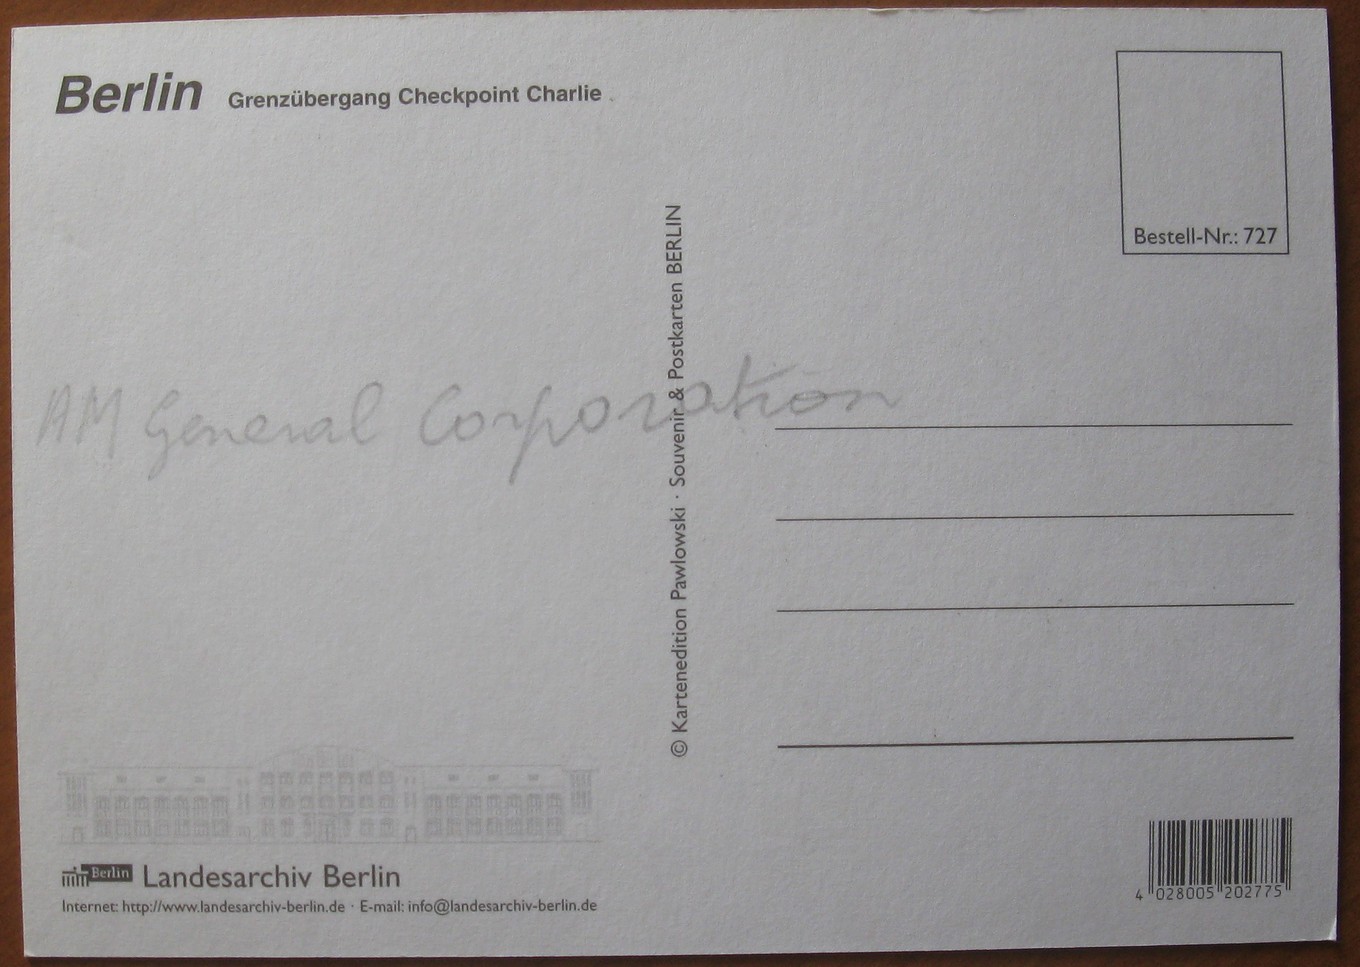 Berlin Grenzübergang Checkpoint Charlie
Bestell-Nr.: 727
AM General Corporation
© Kartenedition Pawlowski · Souvenir & Postkarten BERLIN
Berlin Landesarchiv Berlin
Internet: http://www.landesarchiv-berlin.de · E-mail: info@landesarchiv-berlin.de
4 028005 202775